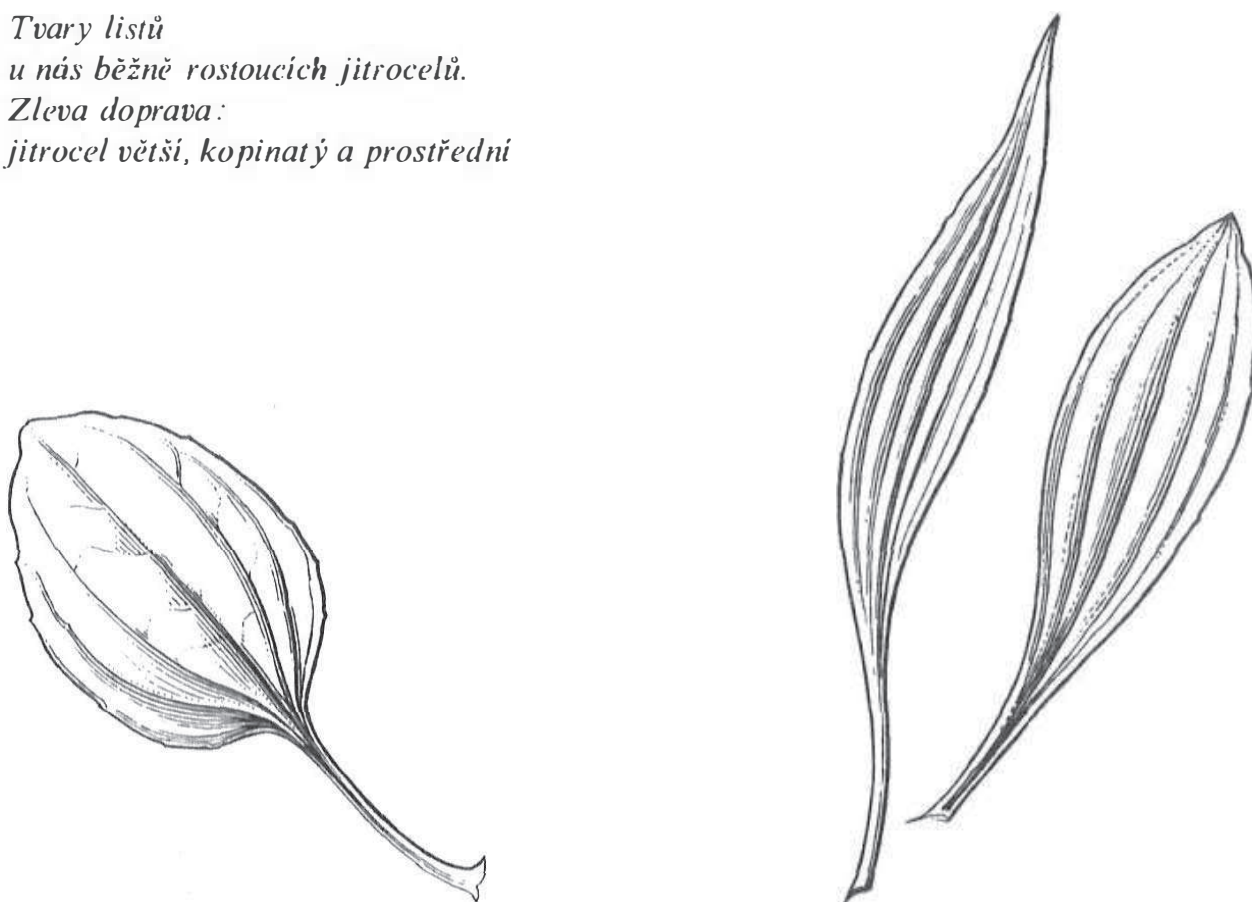 Tvary listů
u nás běžně rostoucích jitrocelů.
Zleva doprava:
jitrocel větší, kopinatý a prostřední